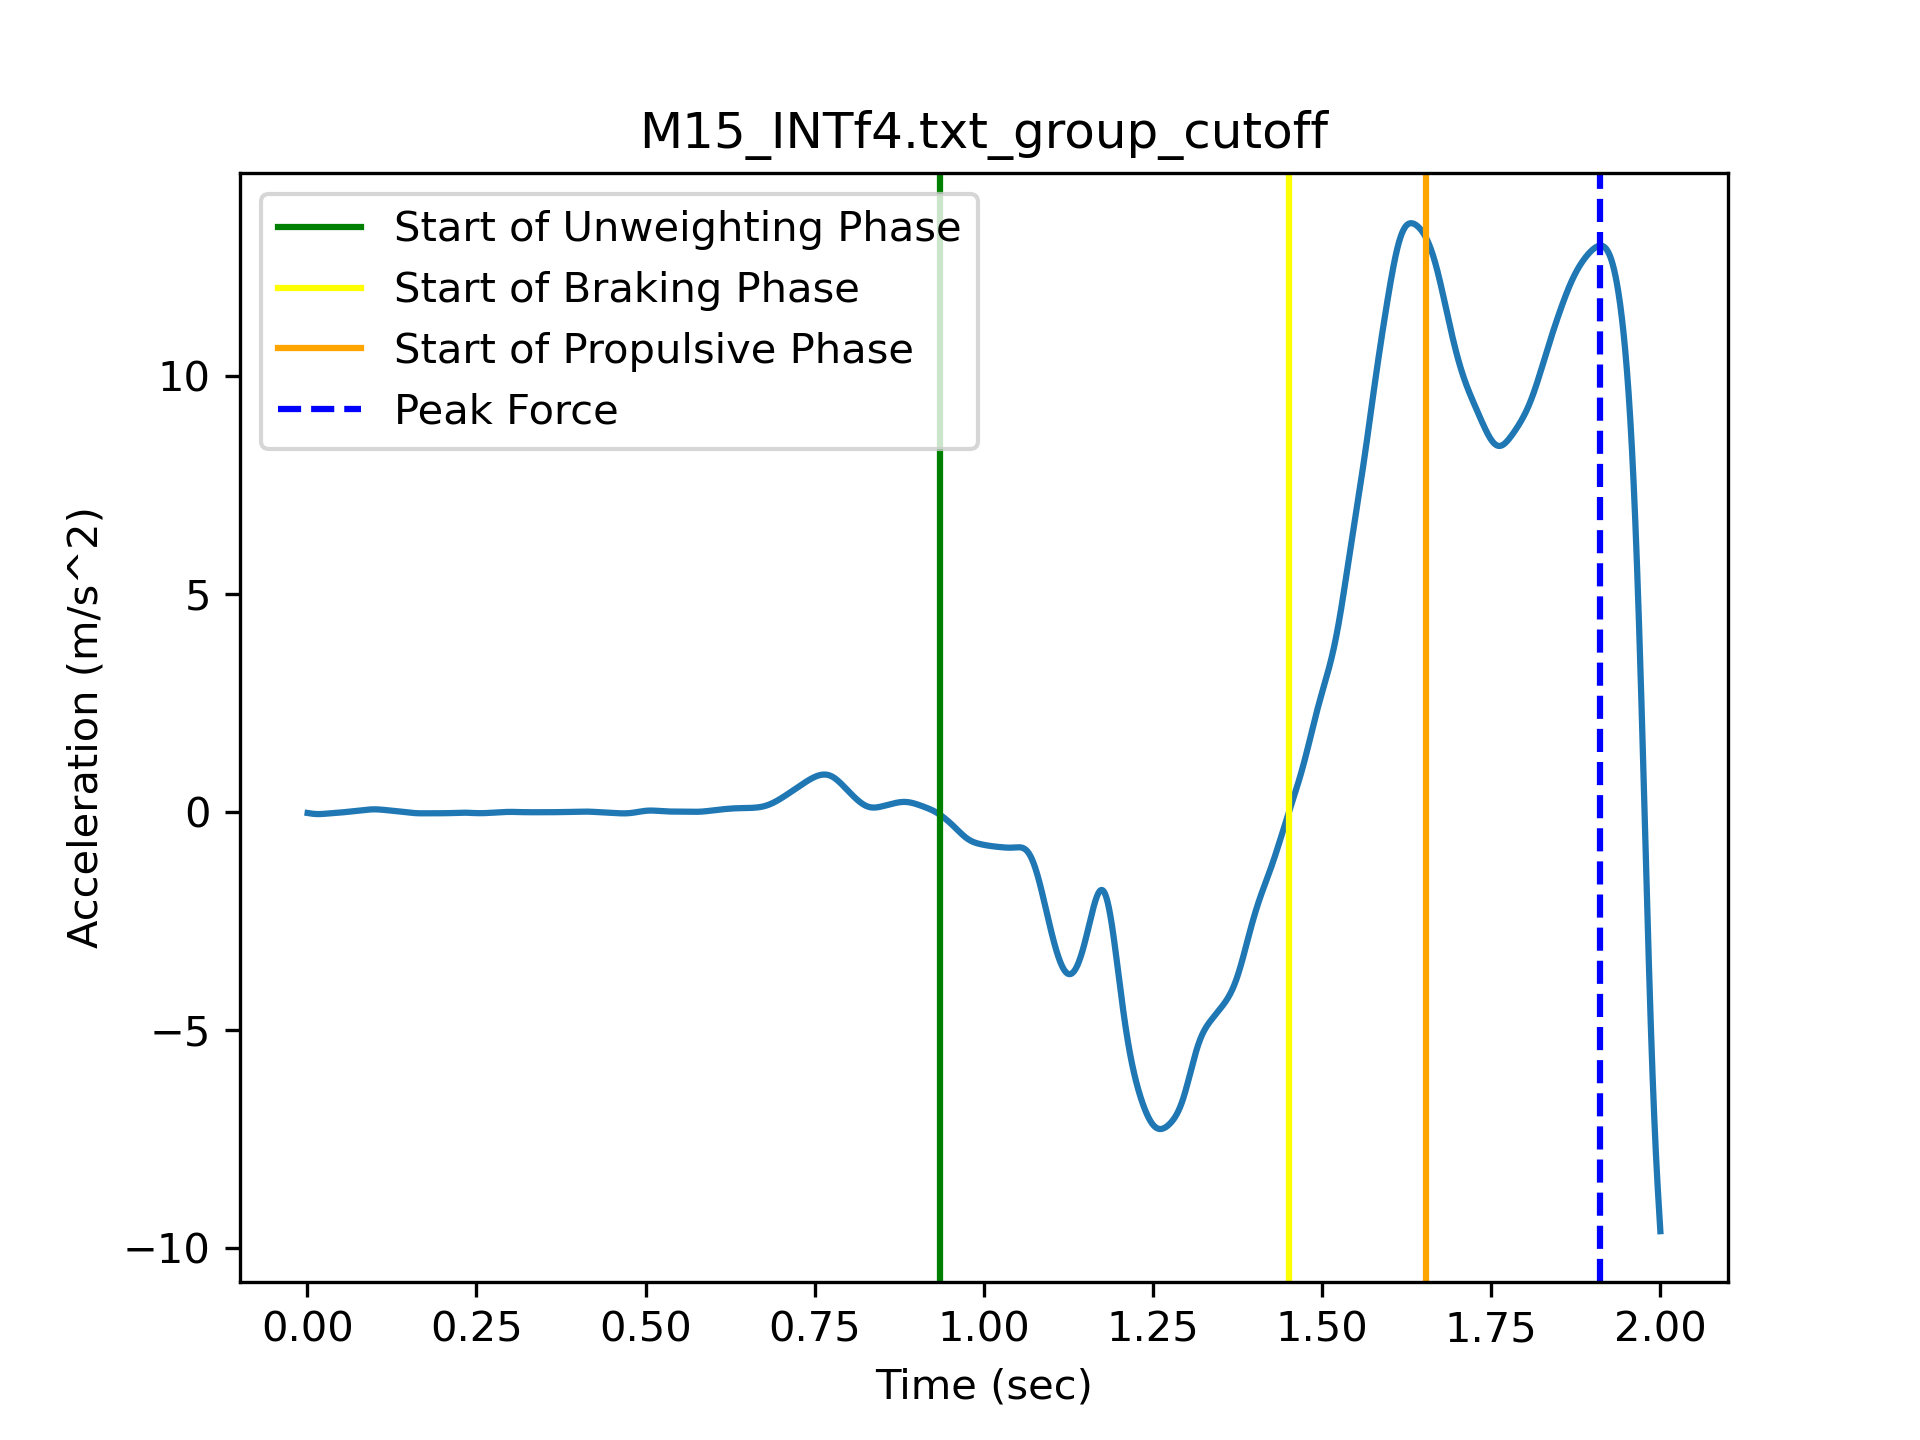 M15_INTf4.txt_group_cutoff
Start of Unweighting Phase
Start of Braking Phase
Start of Propulsive Phase
Peak Force
Acceleration (m/s^2)
10
5
0
−5
−10
0.00 0.25 0.50 0.75 1.00 1.25 1.50 1.75 2.00
Time (sec)